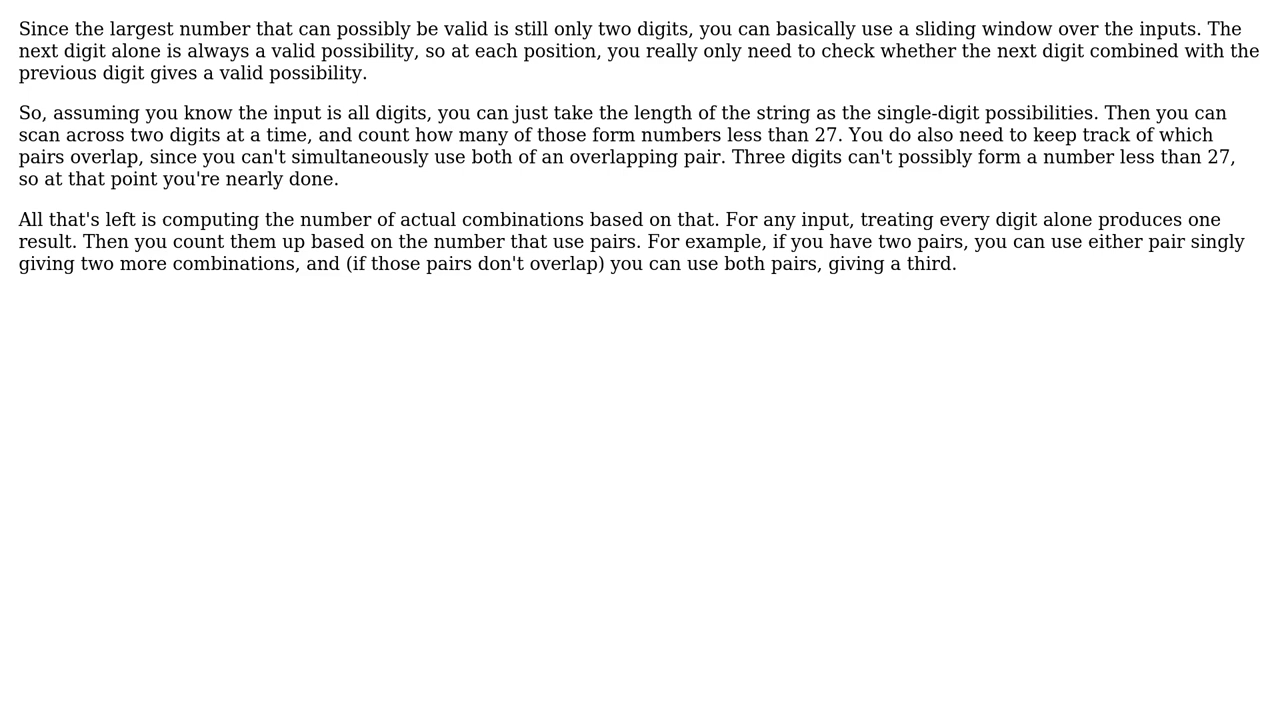 Since the largest number that can possibly be valid is still only two digits, you can basically use a sliding window over the inputs. The
next digit alone is always a valid possibility, so at each position, you really only need to check whether the next digit combined with the
previous digit gives a valid possibility.
So, assuming you know the input is all digits, you can just take the length of the string as the single-digit possibilities. Then you can
scan across two digits at a time, and count how many of those form numbers less than 27. You do also need to keep track of which
pairs overlap, since you can't simultaneously use both of an overlapping pair. Three digits can't possibly form a number less than 27,
so at that point you're nearly done.
All that's left is computing the number of actual combinations based on that. For any input, treating every digit alone produces one
result. Then you count them up based on the number that use pairs. For example, if you have two pairs, you can use either pair singly
giving two more combinations, and (if those pairs don't overlap) you can use both pairs, giving a third.